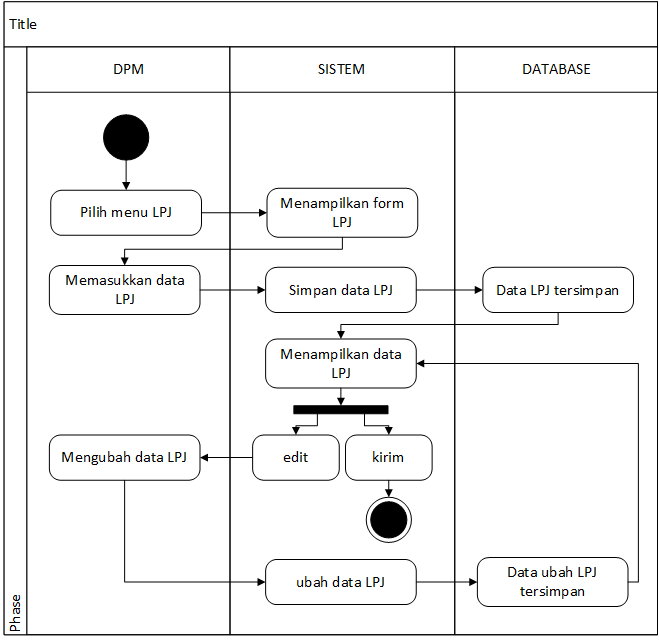 Title
DPM
SISTEM
DATABASE
Pilih menu LPJ
Menampilkan form
LPJ
Memasukkan data
LPJ
Simpan data LPJ
Data LPJ tersimpan
Menampilkan data
LPJ
Mengubah data LPJ
edit
kirim
ubah data LPJ
Data ubah LPJ
tersimpan
Phase